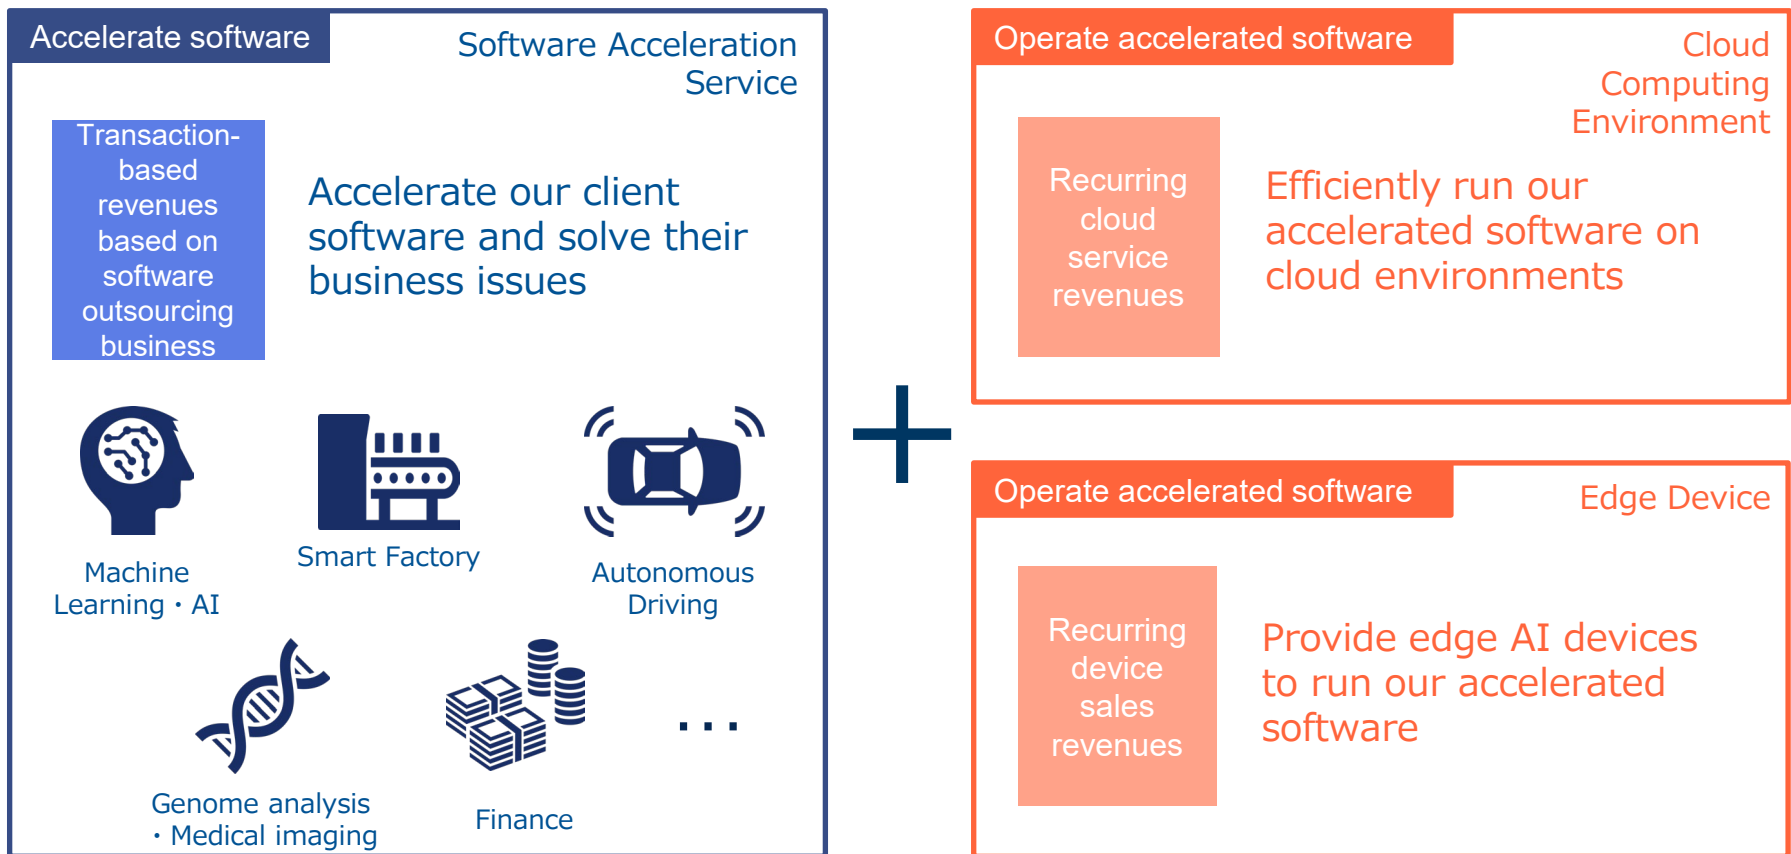 Accelerate software
Software Acceleration
Service
Transaction-
based
revenues
based on
software
outsourcing
business
Accelerate our client
software and solve their
business issues
Machine
Learning・AI
Smart Factory
Autonomous
Driving
Genome analysis
・Medical imaging
Finance
...
+
Operate accelerated software
Cloud
Computing
Environment
Recurring
cloud
service
revenues
Efficiently run our
accelerated software on
cloud environments
Operate accelerated software
Edge Device
Recurring
device
sales
revenues
Provide edge AI devices
to run our accelerated
software